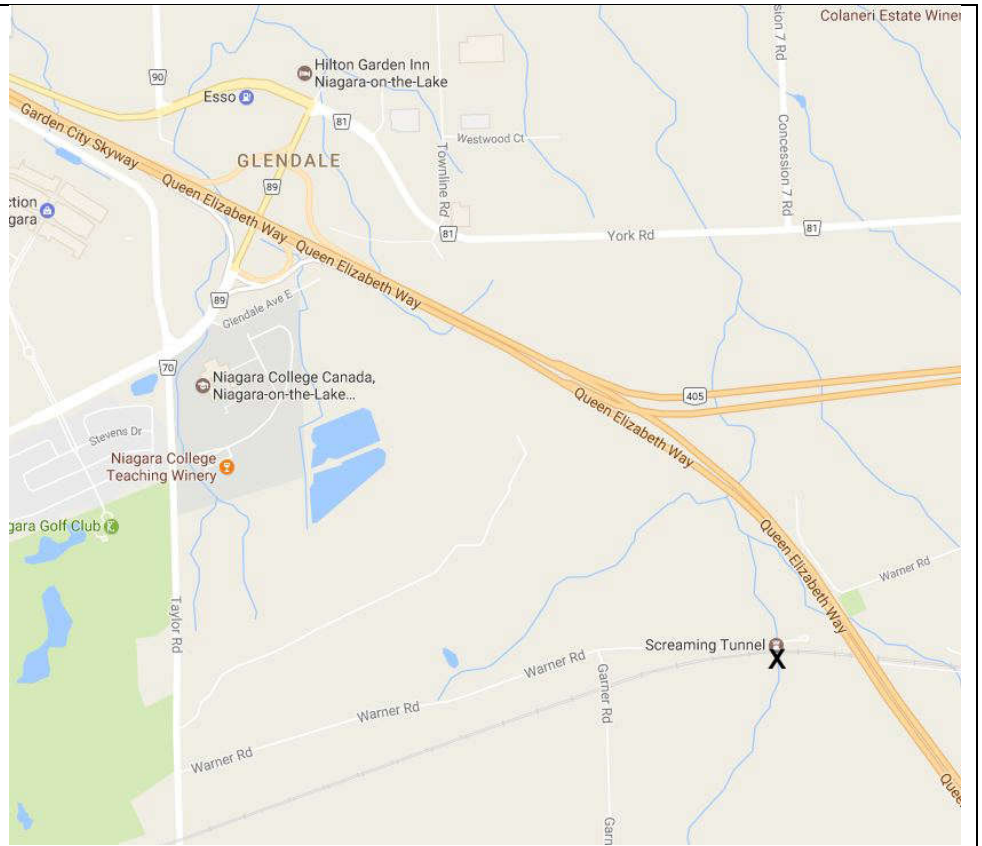 Colaneri Estate Winer
sion 7 Rd
Hilton Garden Inn
Niagara-on-the-Lake
90
Esso
81
Garden City Skyway
Westwood Ct
GLENDALE
Townline Rd
Concession 7 Rd
Queen Elizabeth Way
89
ction
gara
81
York Rd
81
Queen Elizabeth Way
89
Glendale Ave E
70
Niagara College Canada,
Niagara-on-the-Lake...
405
Queen Elizabeth Way
Stevens Dr
Niagara College
Teaching Winery
gara Golf Club
Queen Elizabeth Way
Warner Rd
Taylor Rd
Screaming Tunnel
X
Warner Rd
Garner Rd
Warner Rd
Warner Rd
Quee
Garn